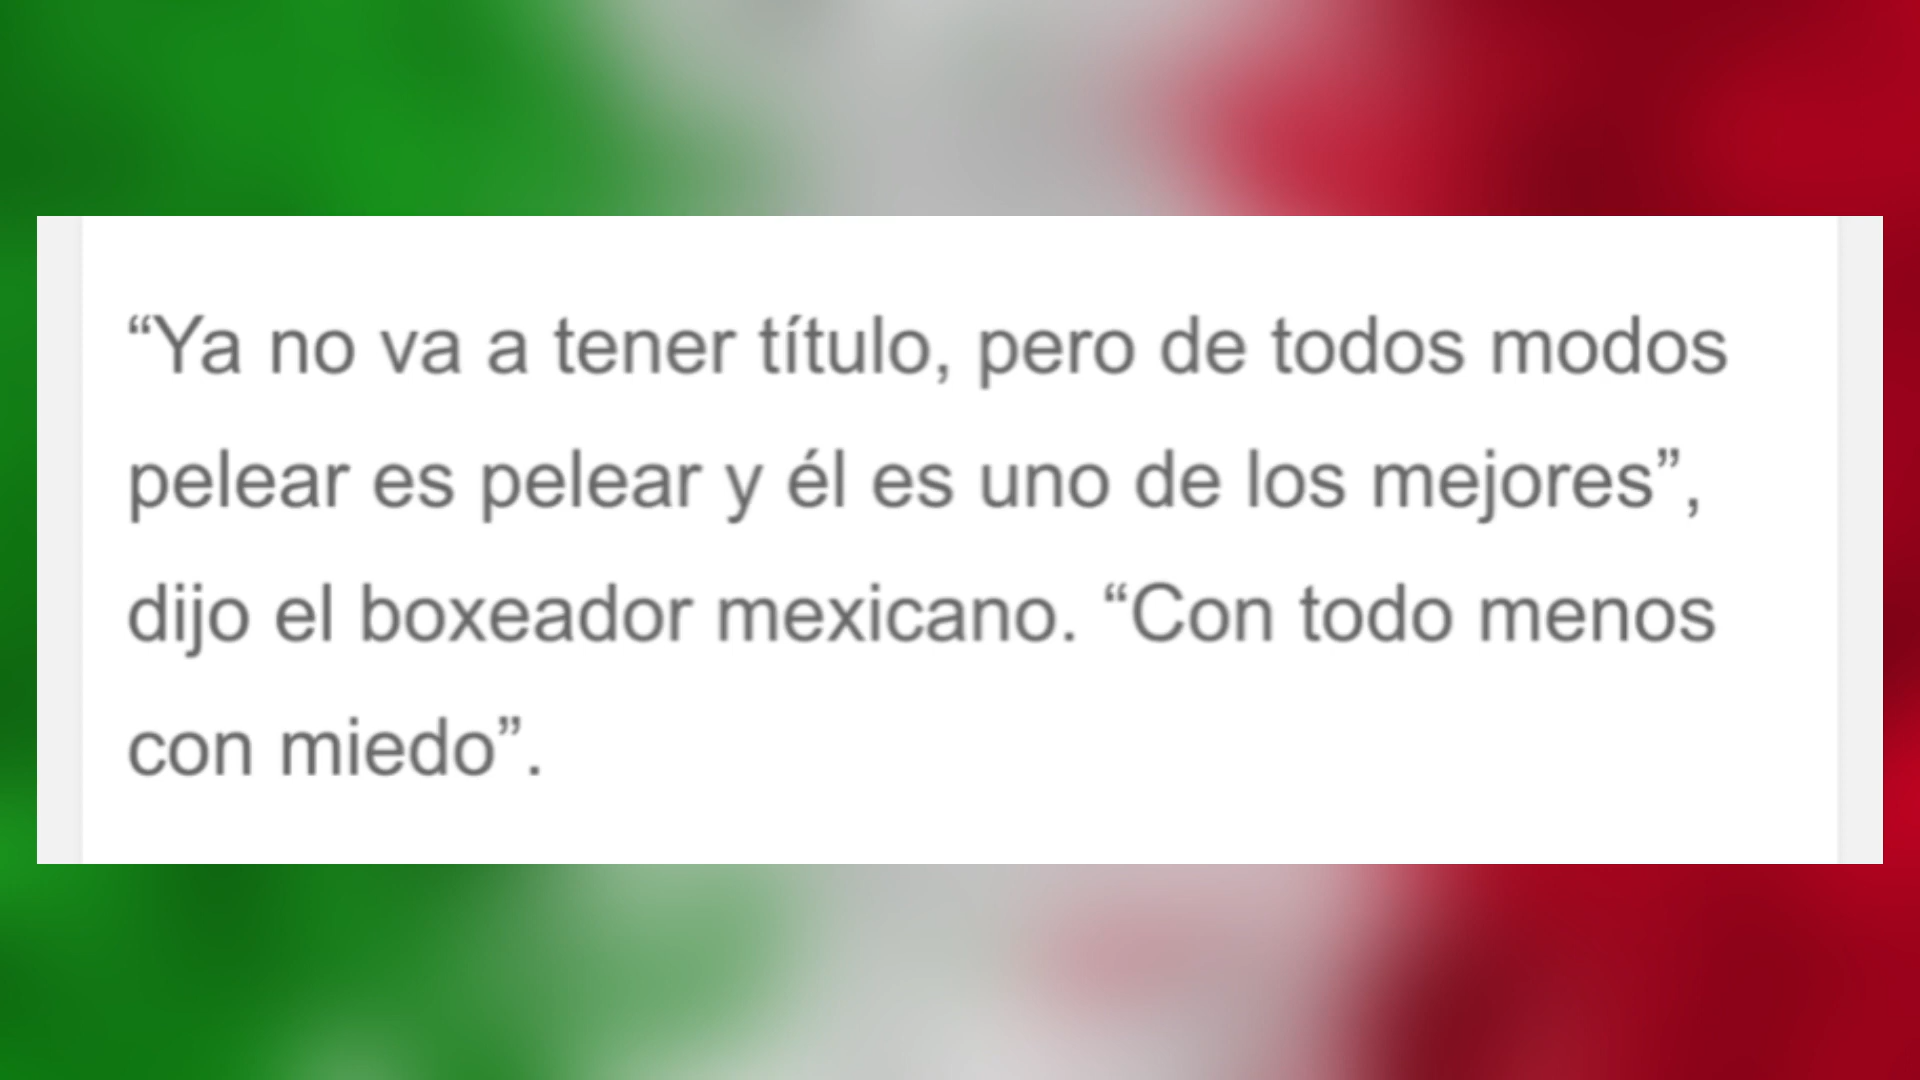 “Ya no va a tener título, pero de todos modos
pelear es pelear y él es uno de los mejores”,
dijo el boxeador mexicano. “Con todo menos
con miedo”.